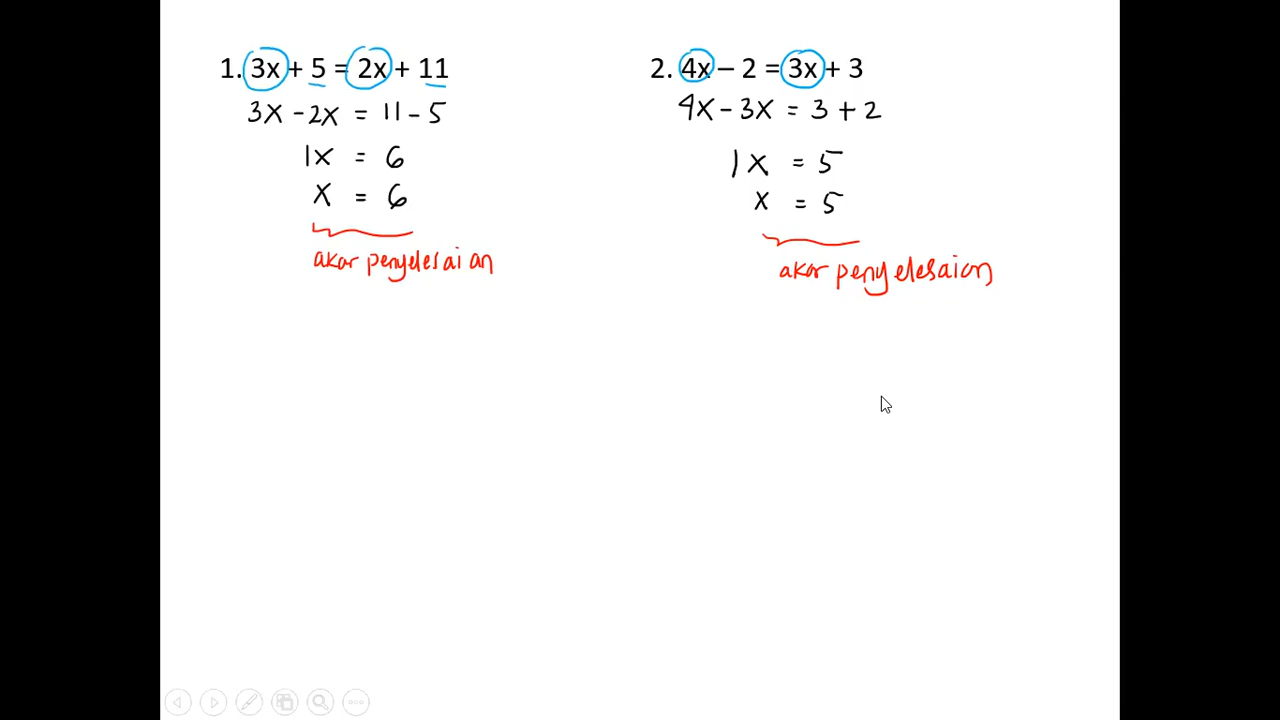 1. 3x + 5 = 2x + 11
3x - 2x = 11 - 5
1x = 6
x = 6
akar penyelesaian
2. 4x – 2 = 3x + 3
4x - 3x = 3 + 2
1x = 5
x = 5
akar penyelesaian